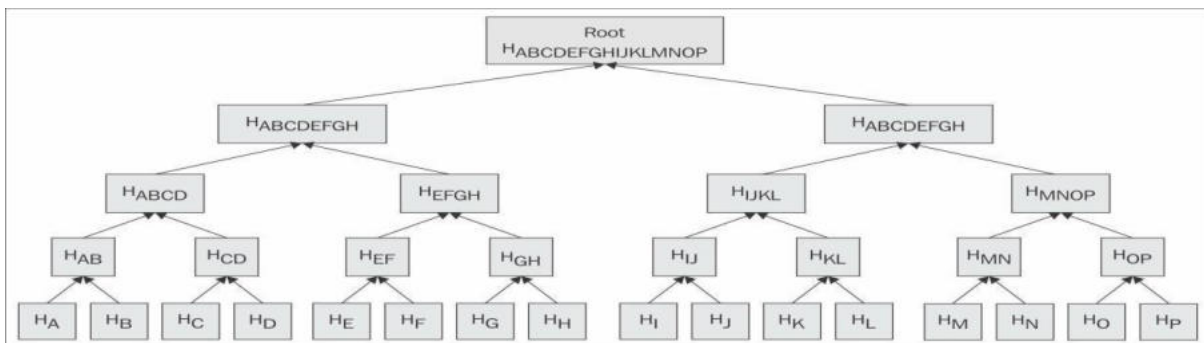 Root
HABCDEFGHIJKLMNOP
HABCDEFGH HABCDEFGH
HABCD HEFGH HIJKL HMNOP
HAB HCD HEF HGH HIJ HKL HMN HOP
HA HB HC HD HE HF HG HH HI HJ HK HL HM HN HO HP